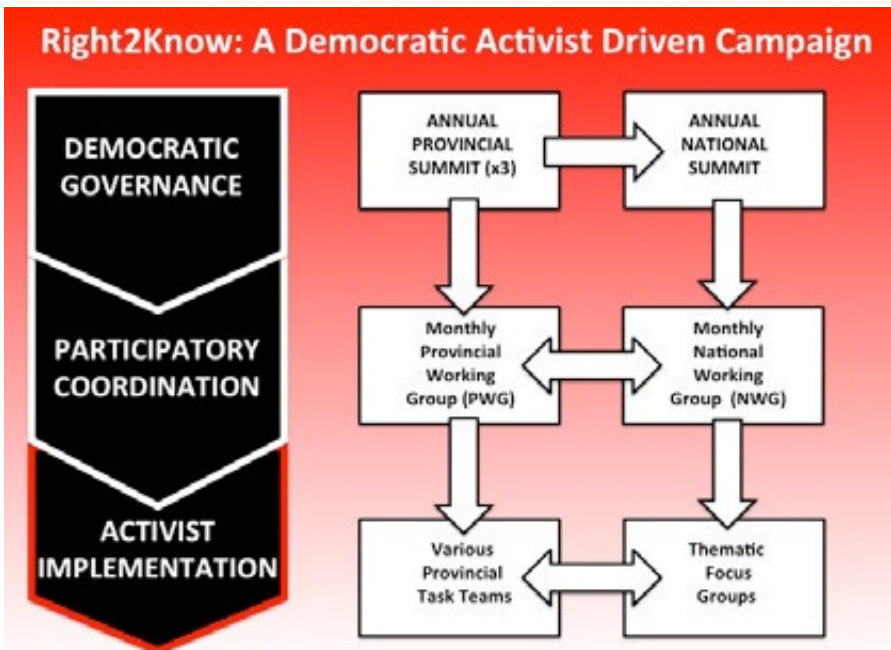 Right2Know: A Democratic Activist Driven Campaign
DEMOCRATIC
GOVERNANCE
ANNUAL
PROVINCIAL
SUMMIT (x3)
ANNUAL
NATIONAL
SUMMIT
PARTICIPATORY
COORDINATION
Monthly
Provincial
Working
Group (PWG)
Monthly
National
Working
Group (NWG)
ACTIVIST
IMPLEMENTATION
Various
Provincial
Task Teams
Thematic
Focus
Groups